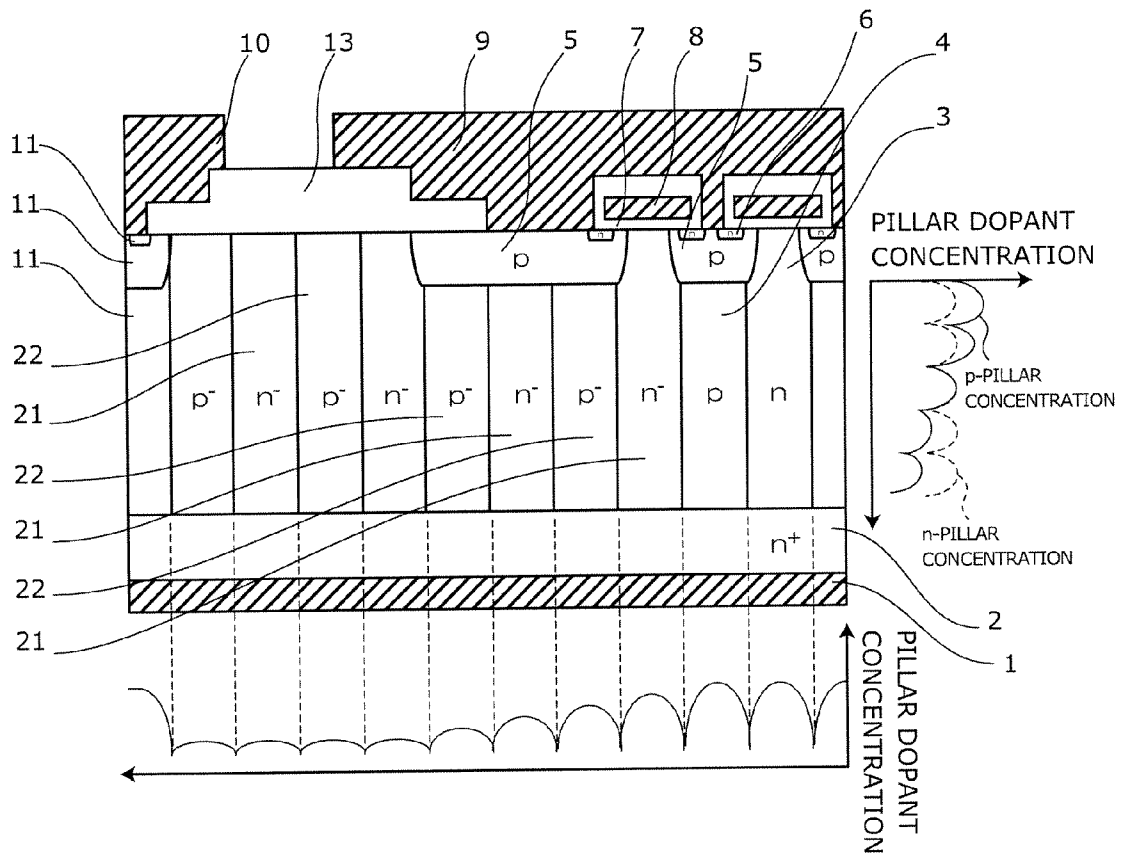 10
13
9
5
7
8
5
6
4
3
11
11
11
22
21
22
21
22
21
n
n
n
p
p
p
PILLAR DOPANT
CONCENTRATION
p-PILLAR
CONCENTRATION
n-PILLAR
CONCENTRATION
p⁻
n⁻
p⁻
n⁻
p⁻
n⁻
p⁻
n⁻
p
n
n⁺
2
1
PILLAR DOPANT
CONCENTRATION